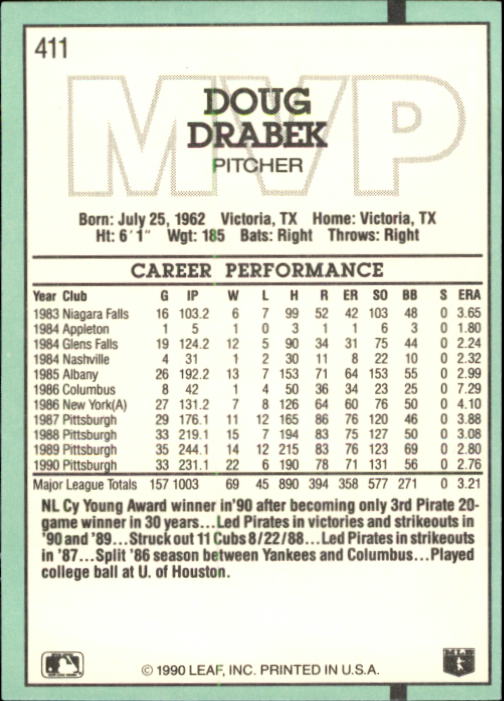 411
MVP
DOUG
DRABEK
PITCHER
Born: July 25, 1962 Victoria, TX Home: Victoria, TX
Ht: 6'1" Wgt: 185 Bats: Right Throws: Right
CAREER PERFORMANCE
Year Club G IP W L H R ER SO BB S ERA
1983 Niagara Falls 16 103.2 6 7 99 52 42 103 48 0 3.65
1984 Appleton 1 5 1 0 3 1 1 6 3 0 1.80
1984 Glens Falls 19 124.2 12 5 90 34 31 75 44 0 2.24
1984 Nashville 4 31 1 2 30 11 8 22 10 0 2.32
1985 Albany 26 192.2 13 7 153 71 64 153 55 0 2.99
1986 Columbus 8 42 1 4 50 36 34 23 25 0 7.29
1986 New York(A) 27 131.2 7 8 126 64 60 76 50 0 4.10
1987 Pittsburgh 29 176.1 11 12 165 86 76 120 46 0 3.88
1988 Pittsburgh 33 219.1 15 7 194 83 75 127 50 0 3.08
1989 Pittsburgh 35 244.1 14 12 215 83 76 123 69 0 2.80
1990 Pittsburgh 33 231.1 22 6 190 78 71 131 56 0 2.76
Major League Totals 157 1003 69 45 890 394 358 577 271 0 3.21
NL Cy Young Award winner in '90 after becoming only 3rd Pirate 20-
game winner in 30 years...Led Pirates in victories and strikeouts in
'90 and '89...Struck out 11 Cubs 8/22/88...Led Pirates in strikeouts
in '87...Split '86 season between Yankees and Columbus...Played
college ball at U. of Houston.
© 1990 LEAF, INC. PRINTED IN U.S.A.